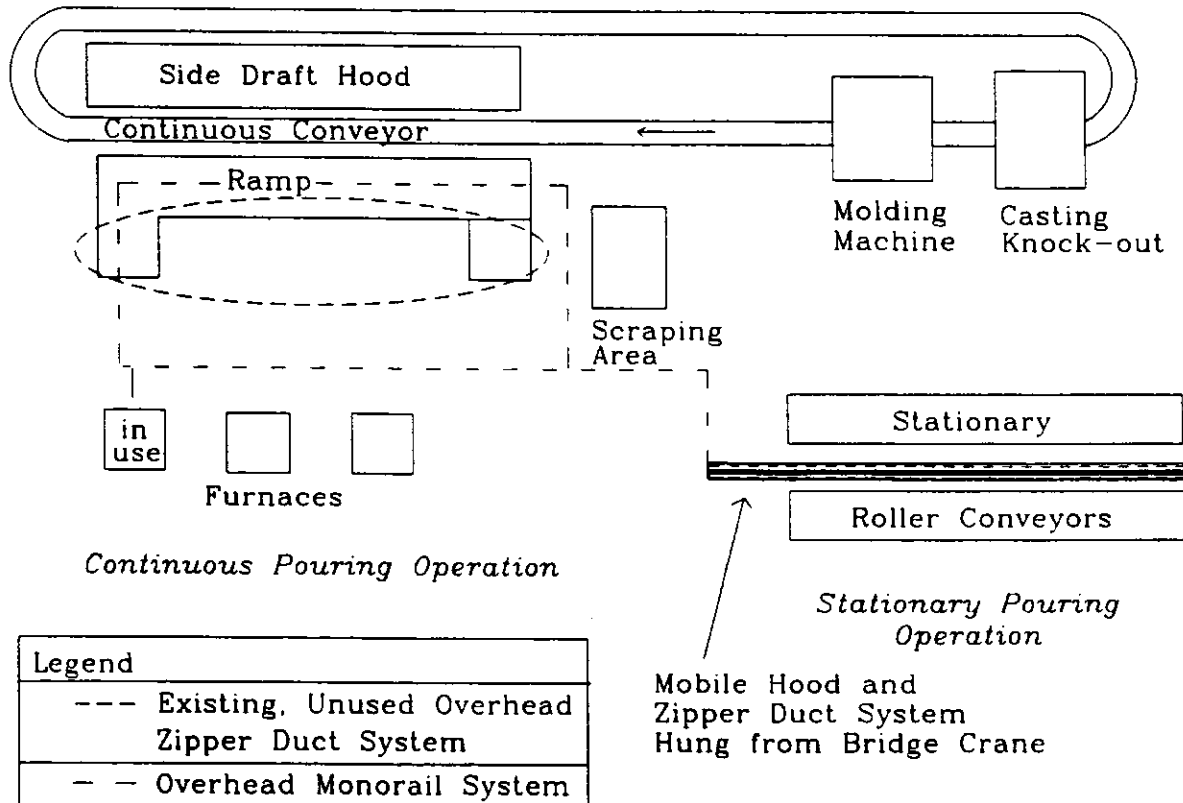 Side Draft Hood
Continuous Conveyor
Ramp
Molding
Machine
Casting
Knock-out
Scraping
Area
in
use
Furnaces
Stationary
Roller Conveyors
Continuous Pouring Operation
Stationary Pouring
Operation
Legend
--- Existing, Unused Overhead
Zipper Duct System
— — Overhead Monorail System
Mobile Hood and
Zipper Duct System
Hung from Bridge Crane